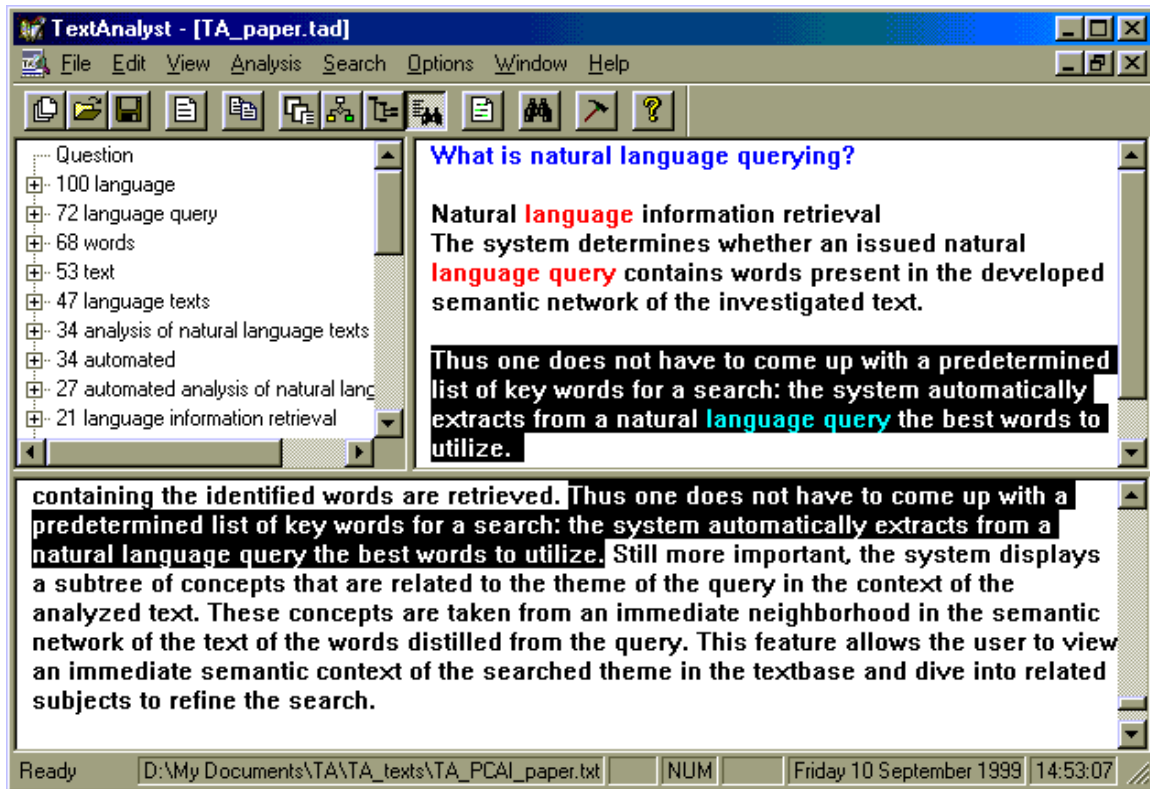 TextAnalyst - [TA_paper.tad]
File Edit View Analysis Search Options Window Help
Question
100 language
72 language query
68 words
53 text
47 language texts
34 analysis of natural language texts
34 automated
27 automated analysis of natural lang
21 language information retrieval
What is natural language querying?
Natural language information retrieval
The system determines whether an issued natural
language query contains words present in the developed
semantic network of the investigated text.
Thus one does not have to come up with a predetermined
list of key words for a search: the system automatically
extracts from a natural language query the best words to
utilize.
containing the identified words are retrieved. Thus one does not have to come up with a
predetermined list of key words for a search: the system automatically extracts from a
natural language query the best words to utilize. Still more important, the system displays
a subtree of concepts that are related to the theme of the query in the context of the
analyzed text. These concepts are taken from an immediate neighborhood in the semantic
network of the text of the words distilled from the query. This feature allows the user to view
an immediate semantic context of the searched theme in the textbase and dive into related
subjects to refine the search.
Ready D:\My Documents\TA\TA_texts\TA_PCAI_paper.txt NUM Friday 10 September 1999 14:53:07